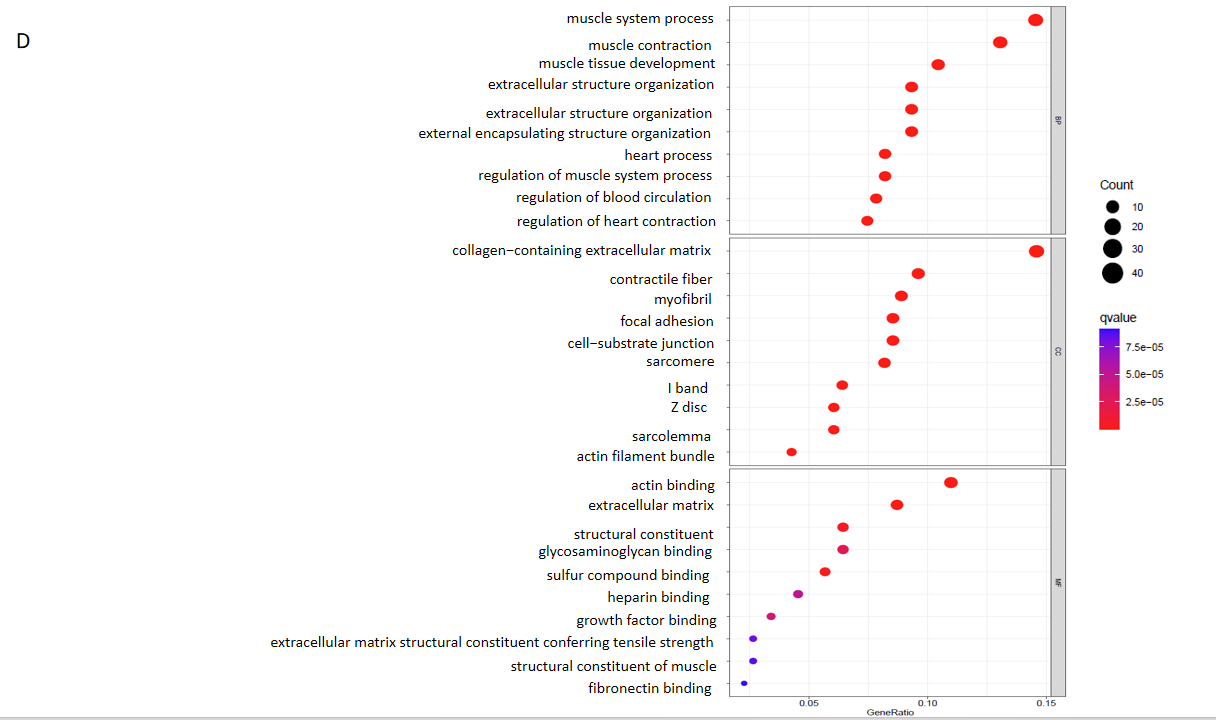 D
muscle system process
muscle contraction
muscle tissue development
extracellular structure organization
extracellular structure organization
external encapsulating structure organization
heart process
regulation of muscle system process
regulation of blood circulation
regulation of heart contraction
BP
collagen−containing extracellular matrix
contractile fiber
myofibril
focal adhesion
cell−substrate junction
sarcomere
I band
Z disc
sarcolemma
actin filament bundle
CC
actin binding
extracellular matrix
structural constituent
glycosaminoglycan binding
sulfur compound binding
heparin binding
growth factor binding
extracellular matrix structural constituent conferring tensile strength
structural constituent of muscle
fibronectin binding
MF
0.05 0.10 0.15
GeneRatio
Count
10
20
30
40
qvalue
7.5e−05
5.0e−05
2.5e−05